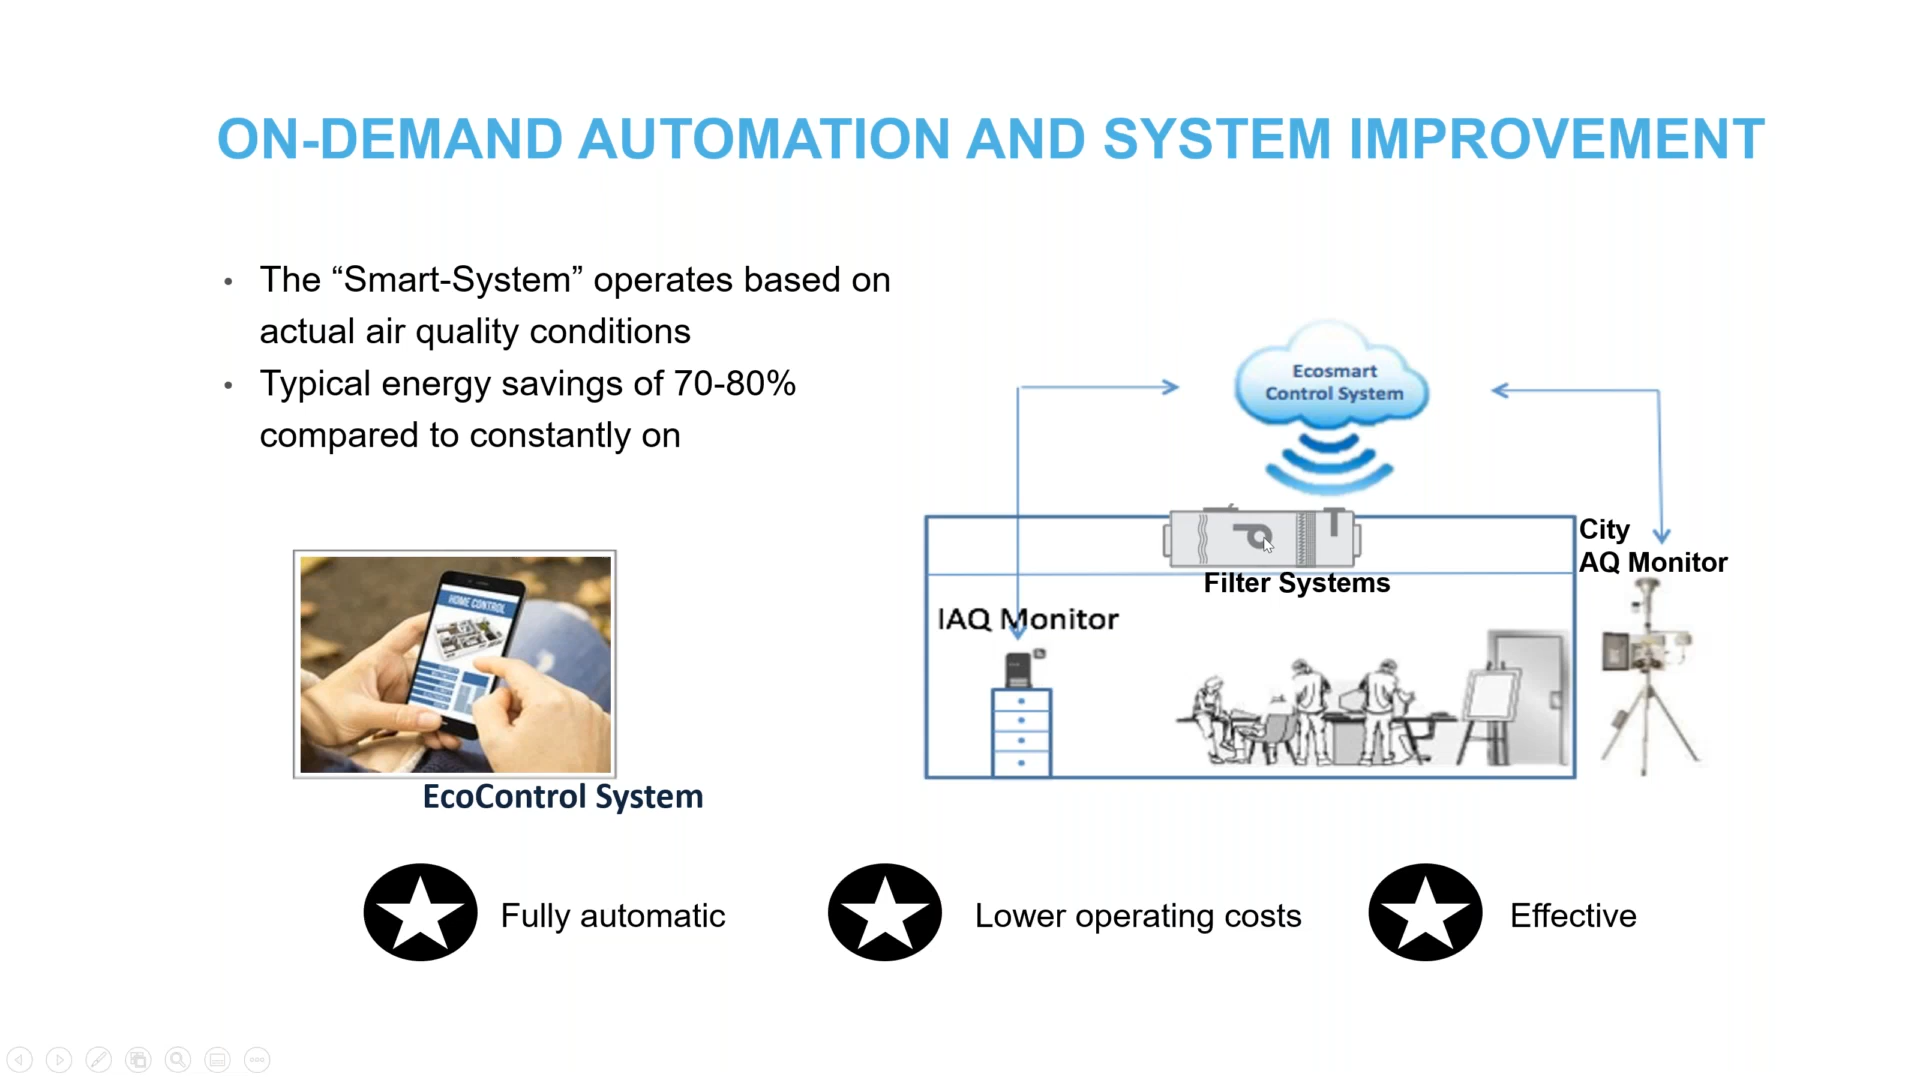 ON-DEMAND AUTOMATION AND SYSTEM IMPROVEMENT
• The “Smart-System” operates based on
actual air quality conditions
• Typical energy savings of 70-80%
compared to constantly on
Ecosmart
Control System
City
AQ Monitor
Filter Systems
IAQ Monitor
HOME CONTROL
EcoControl System
Fully automatic
Lower operating costs
Effective